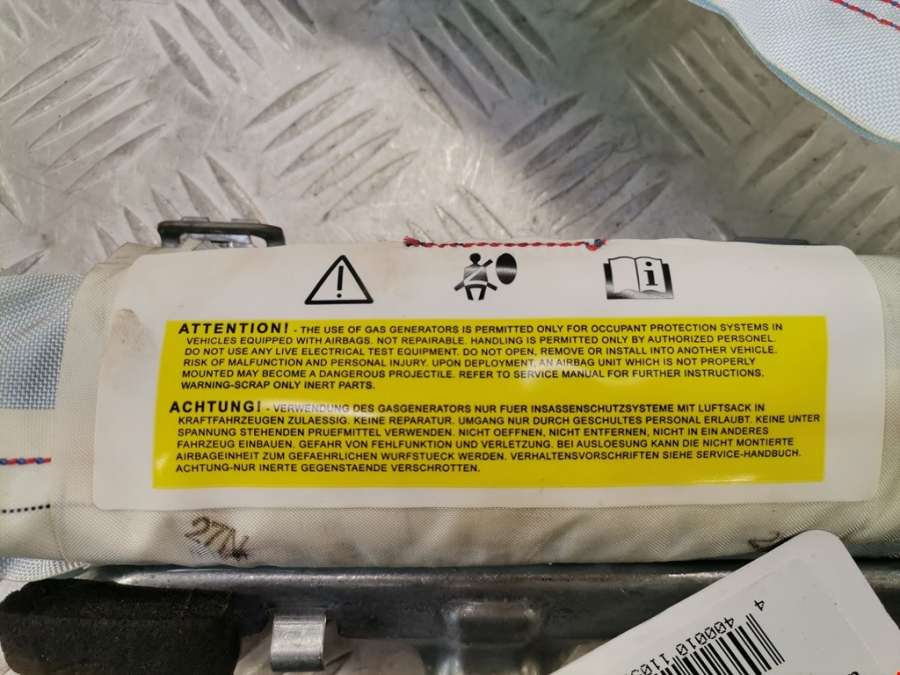 ATTENTION! - THE USE OF GAS GENERATORS IS PERMITTED ONLY FOR OCCUPANT PROTECTION SYSTEMS IN
VEHICLES EQUIPPED WITH AIRBAGS. NOT REPAIRABLE. HANDLING IS PERMITTED ONLY BY AUTHORIZED PERSONEL.
DO NOT USE ANY LIVE ELECTRICAL TEST EQUIPMENT. DO NOT OPEN, REMOVE OR INSTALL INTO ANOTHER VEHICLE.
RISK OF MALFUNCTION AND PERSONAL INJURY. UPON DEPLOYMENT, AN AIRBAG UNIT WHICH IS NOT PROPERLY
MOUNTED MAY BECOME A DANGEROUS PROJECTILE. REFER TO SERVICE MANUAL FOR FURTHER INSTRUCTIONS.
WARNING-SCRAP ONLY INERT PARTS.
ACHTUNG! - VERWENDUNG DES GASGENERATORS NUR FUER INSASSENSCHUTZSYSTEME MIT LUFTSACK IN
KRAFTFAHRZEUGEN ZULAESSIG. KEINE REPARATUR. UMGANG NUR DURCH GESCHULTES PERSONAL ERLAUBT. KEINE UNTER
SPANNUNG STEHENDEN PRUEFMITTEL VERWENDEN. NICHT OEFFNEN, NICHT ENTFERNEN, NICHT IN EIN ANDERES
FAHRZEUG EINBAUEN. GEFAHR VON FEHLFUNKTION UND VERLETZUNG. BEI AUSLOESUNG KANN DIE NICHT MONTIERTE
AIRBAGEINHEIT ZUM GEFAEHRLICHEN WURFSTUECK WERDEN. VERHALTENSVORSCHRIFTEN SIEHE SERVICE-HANDBUCH.
ACHTUNG-NUR INERTE GEGENSTAENDE VERSCHROTTEN.
27N
4 400010 1105